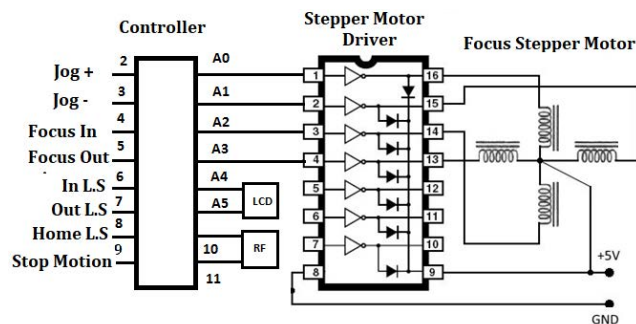 Controller
Stepper Motor
Driver
Focus Stepper Motor
Jog +
Jog -
Focus In
Focus Out
In L.S
Out L.S
Home L.S
Stop Motion
2
3
4
5
6
7
8
9
A0
A1
A2
A3
A4
A5
10
11
LCD
RF
1
2
3
4
5
6
7
8
16
15
14
13
12
11
10
9
+5V
GND